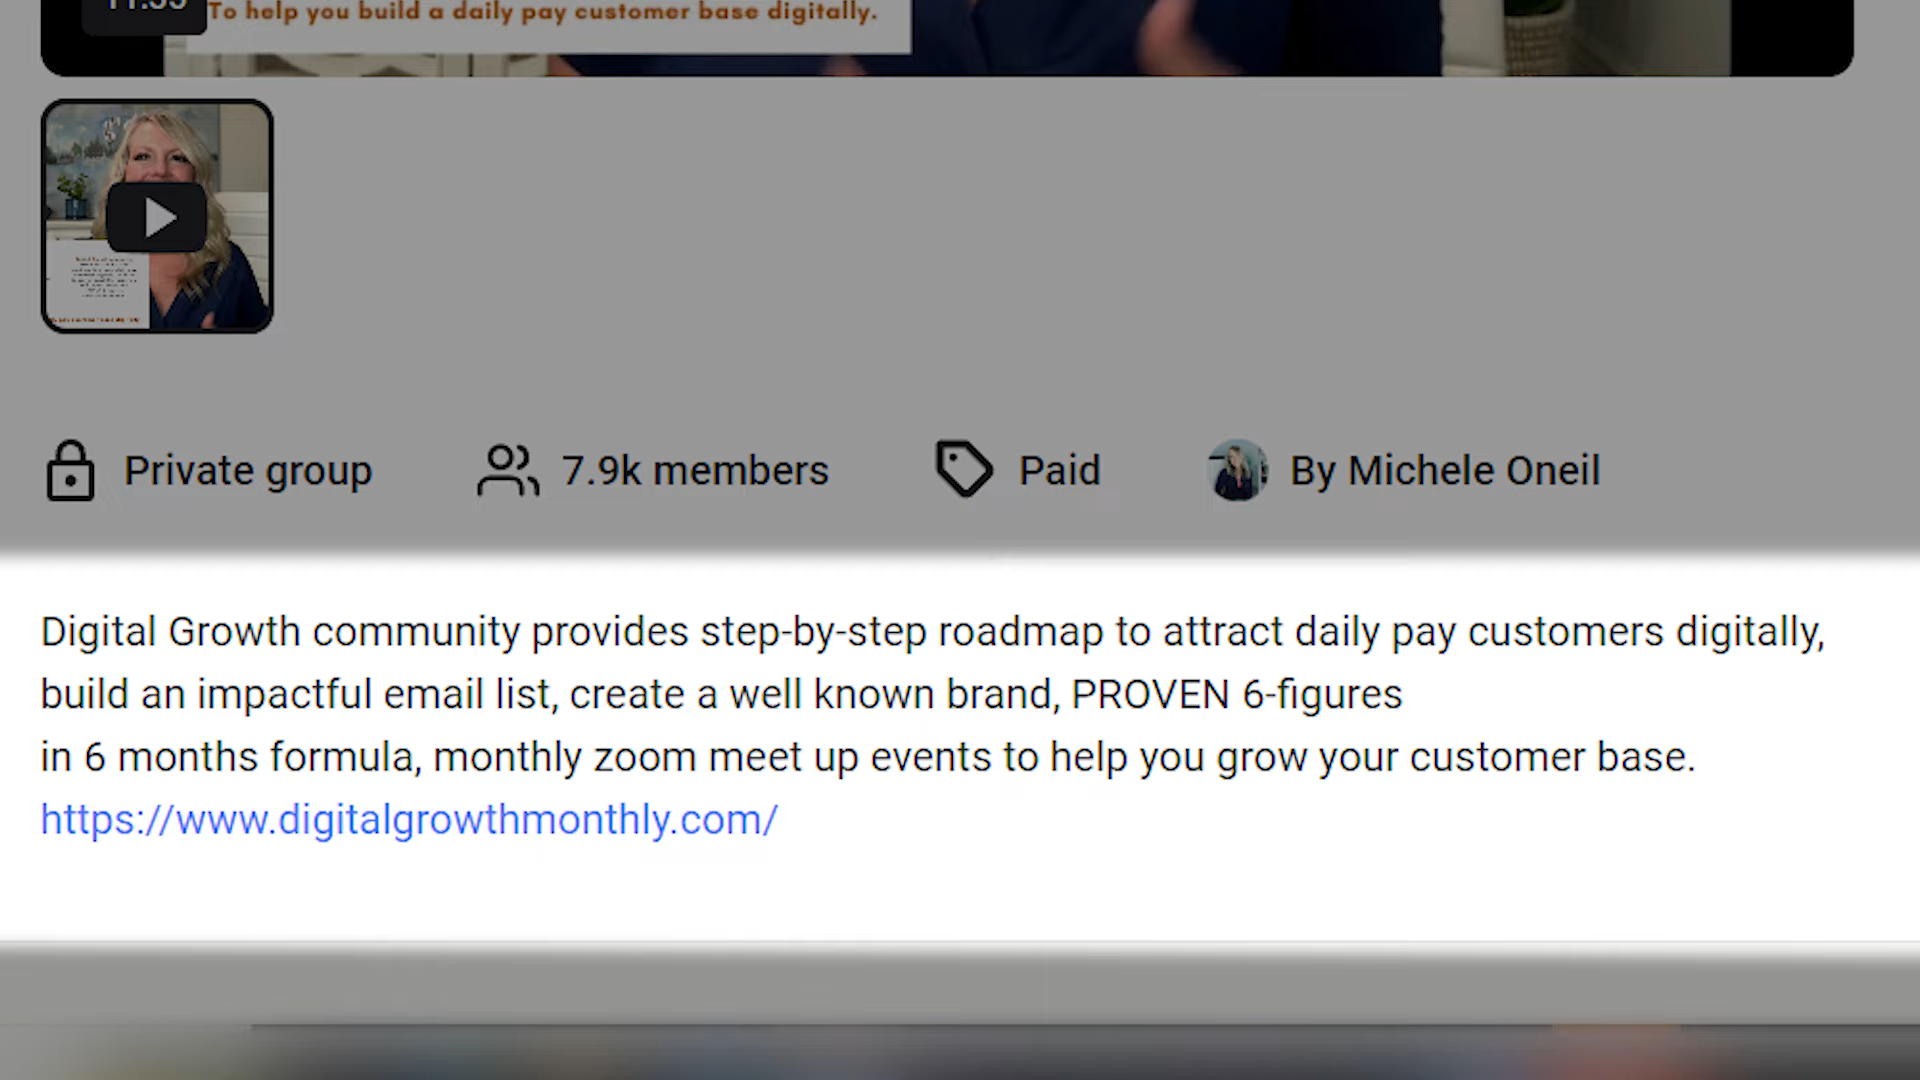 To help you build a daily pay customer base digitally.
Private group
7.9k members
Paid
By Michele Oneil
Digital Growth community provides step-by-step roadmap to attract daily pay customers digitally,
build an impactful email list, create a well known brand, PROVEN 6-figures
in 6 months formula, monthly zoom meet up events to help you grow your customer base.
https://www.digitalgrowthmonthly.com/